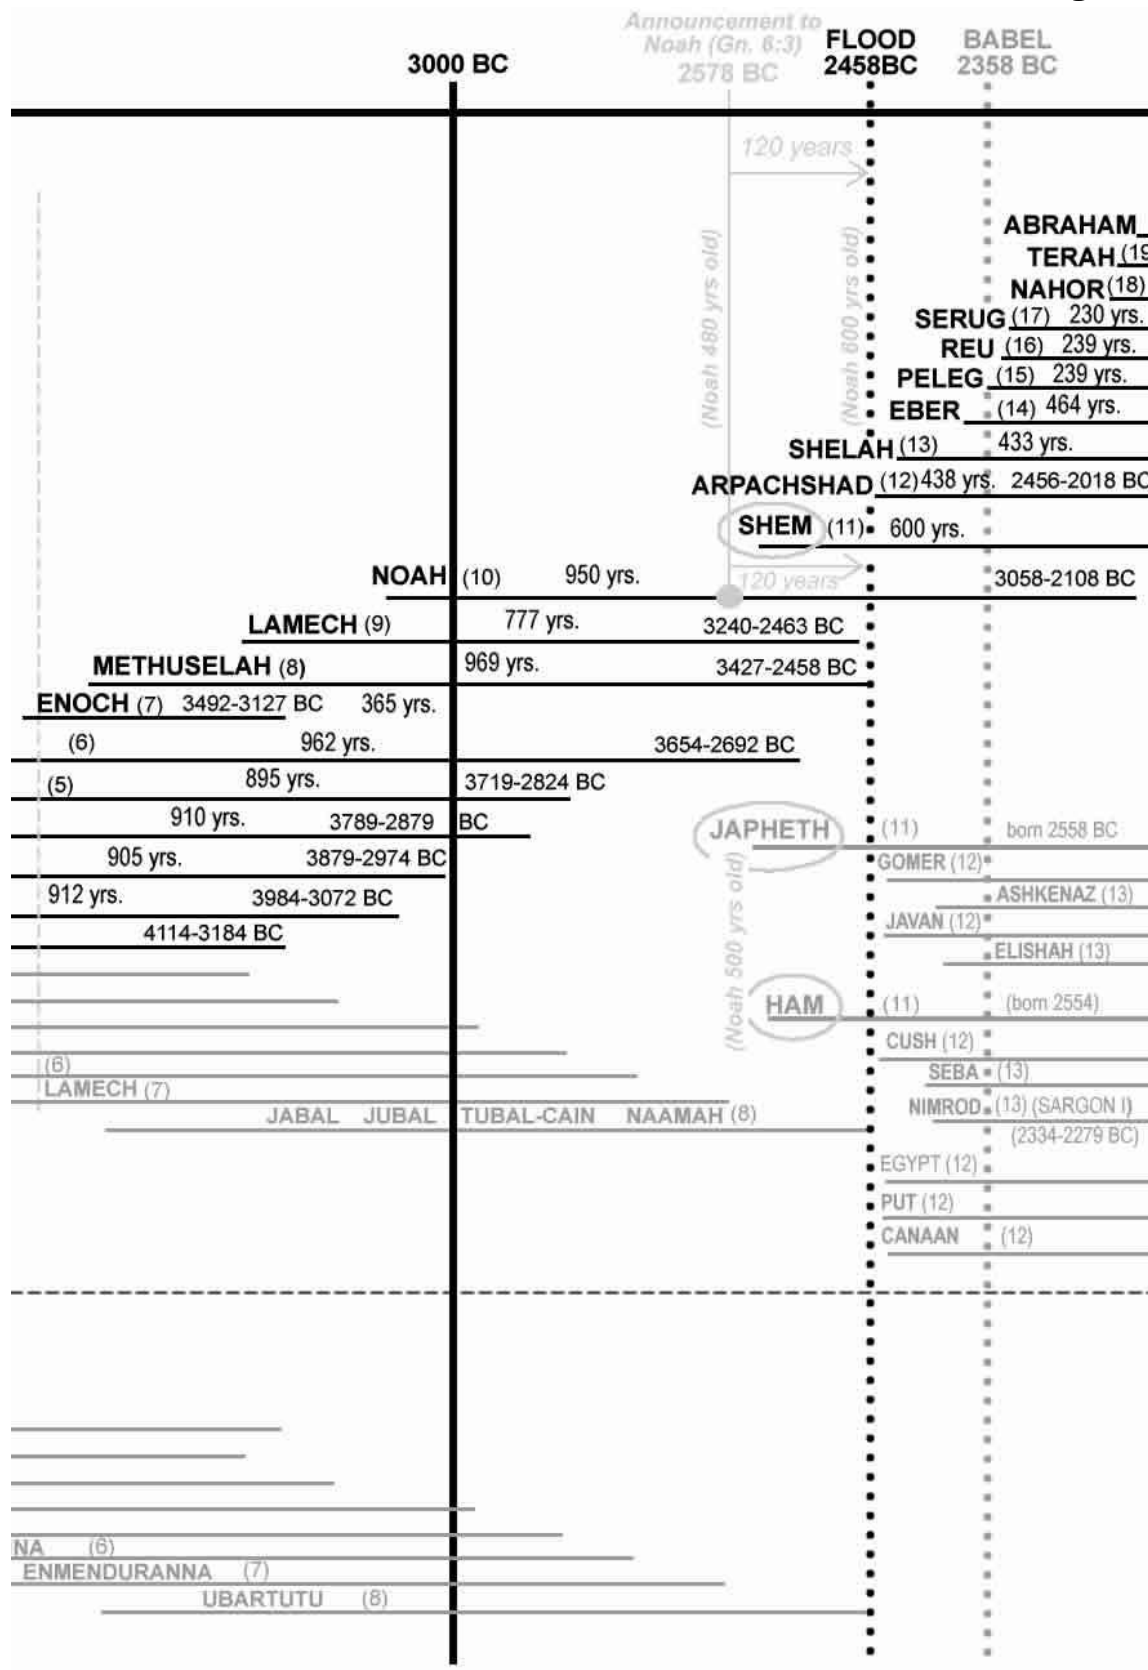 Announcement to
Noah (Gn. 6:3)
2578 BC
FLOOD
2458BC
BABEL
2358 BC
3000 BC
120 years
(Noah 480 yrs old)
(Noah 600 yrs old)
ABRAHAM
TERAH (19
NAHOR (18)
SERUG (17) 230 yrs.
REU (16) 239 yrs.
PELEG (15) 239 yrs.
EBER (14) 464 yrs.
SHELAH (13) 433 yrs.
ARPACHSHAD (12) 438 yrs. 2456-2018 BC
SHEM (11) 600 yrs.
NOAH (10) 950 yrs. 120 years 3058-2108 BC
LAMECH (9) 777 yrs. 3240-2463 BC
METHUSELAH (8) 969 yrs. 3427-2458 BC
ENOCH (7) 3492-3127 BC 365 yrs.
(6) 962 yrs. 3654-2692 BC
(5) 895 yrs. 3719-2824 BC
910 yrs. 3789-2879 BC
905 yrs. 3879-2974 BC
912 yrs. 3984-3072 BC
4114-3184 BC
JAPHETH (11) born 2558 BC
(Noah 500 yrs old)
GOMER (12)
ASHKENAZ (13)
JAVAN (12)
ELISHAH (13)
HAM (11) (born 2554)
CUSH (12)
(6)
SEBA (13)
LAMECH (7)
NIMROD (13) (SARGON I)
(2334-2279 BC)
JABAL JUBAL TUBAL-CAIN NAAMAH (8)
EGYPT (12)
PUT (12)
CANAAN (12)
NA (6)
ENMENDURANNA (7)
UBARTUTU (8)